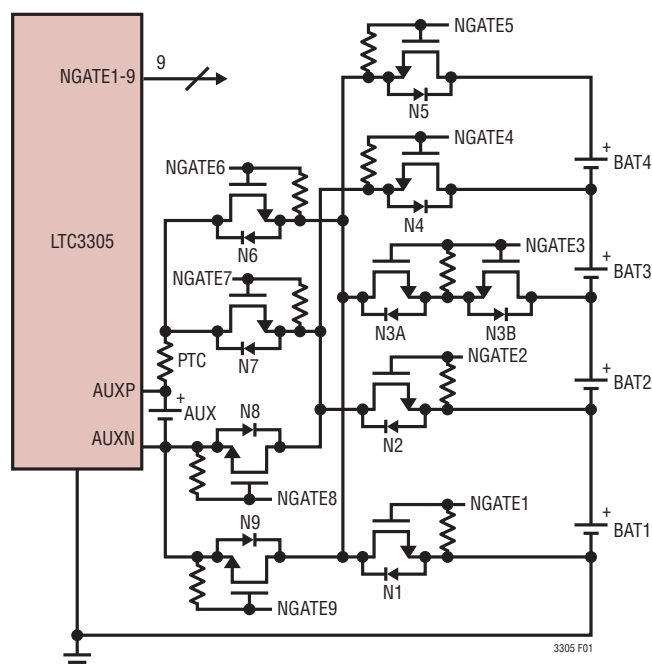 NGATE5
9
NGATE1-9
N5
NGATE4
+
BAT4
NGATE6
N4
LTC3305
NGATE3
N6
+
BAT3
NGATE7
N3A
N3B
PTC
NGATE2
N7
+
BAT2
AUXP
+
AUX
N8
N2
AUXN
NGATE8
NGATE1
+
BAT1
N9
N1
NGATE9
3305 F01